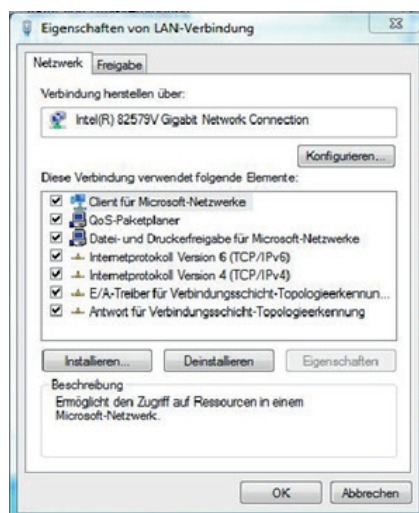 Eigenschaften von LAN-Verbindung
Netzwerk Freigabe
Verbindung herstellen über:
Intel(R) 82579V Gigabit Network Connection
Konfigurieren...
Diese Verbindung verwendet folgende Elemente:
Client für Microsoft-Netzwerke
QoS-Paketplaner
Datei- und Druckerfreigabe für Microsoft-Netzwerke
Internetprotokoll Version 6 (TCP/IPv6)
Internetprotokoll Version 4 (TCP/IPv4)
E/A-Treiber für Verbindungsschicht-Topologieerkennun...
Antwort für Verbindungsschicht-Topologieerkennung
Installieren... Deinstallieren Eigenschaften
Beschreibung
Ermöglicht den Zugriff auf Ressourcen in einem
Microsoft-Netzwerk.
OK Abbrechen